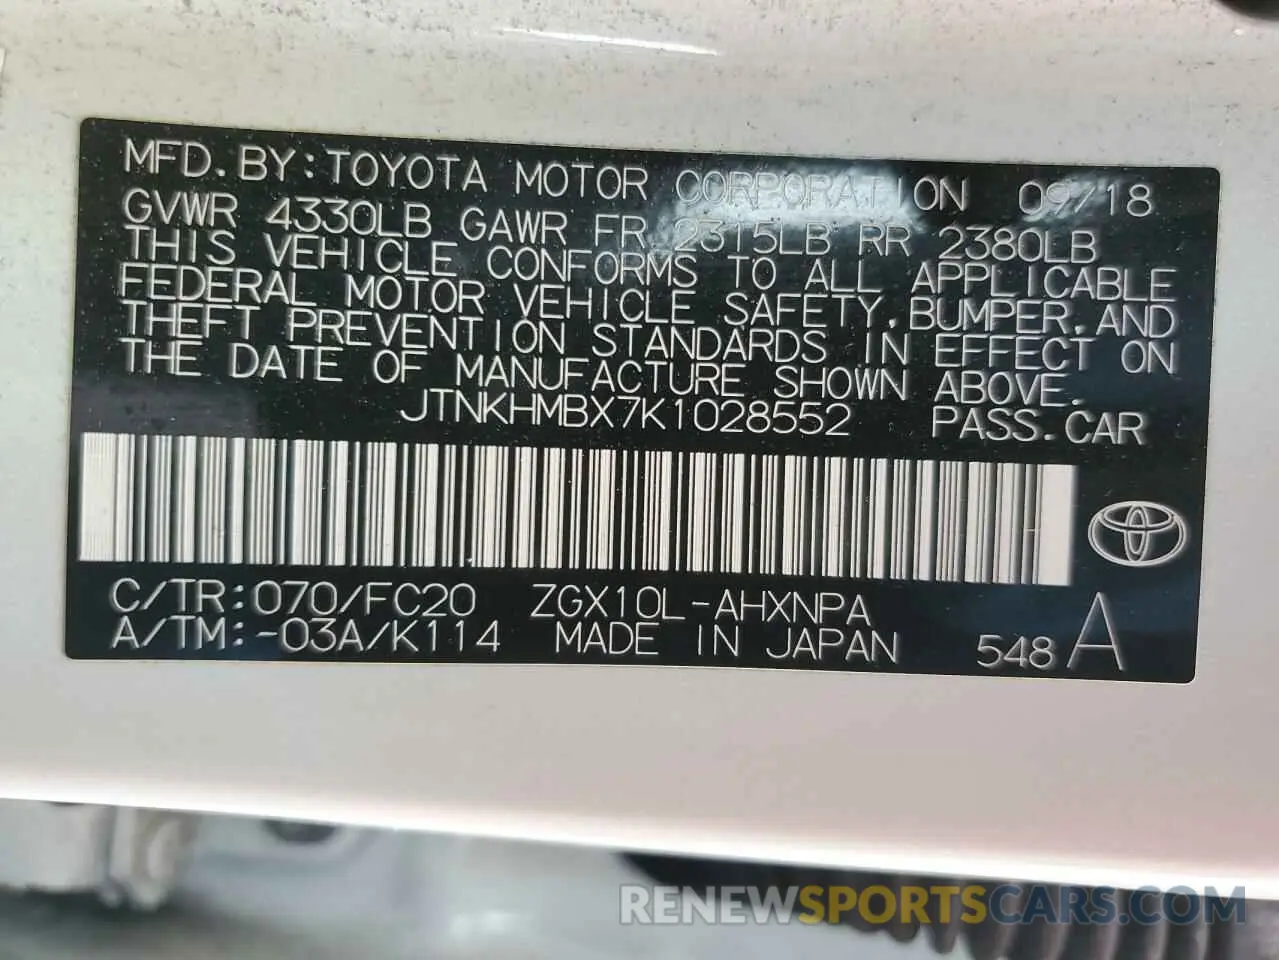 MFD.BY:TOYOTA MOTOR CORPORATION 09/18
GVWR 4330LB GAWR FR 2315LB RR 2380LB
THIS VEHICLE CONFORMS TO ALL APPLICABLE
FEDERAL MOTOR VEHICLE SAFETY,BUMPER,AND
THEFT PREVENTION STANDARDS IN EFFECT ON
THE DATE OF MANUFACTURE SHOWN ABOVE.
JTNKHMBX7K1028552 PASS.CAR
C/TR:070/FC20 ZGX10L-AHXNPA
A/TM:-03A/K114 MADE IN JAPAN 548 A
RENEWSPORTSCARS.COM